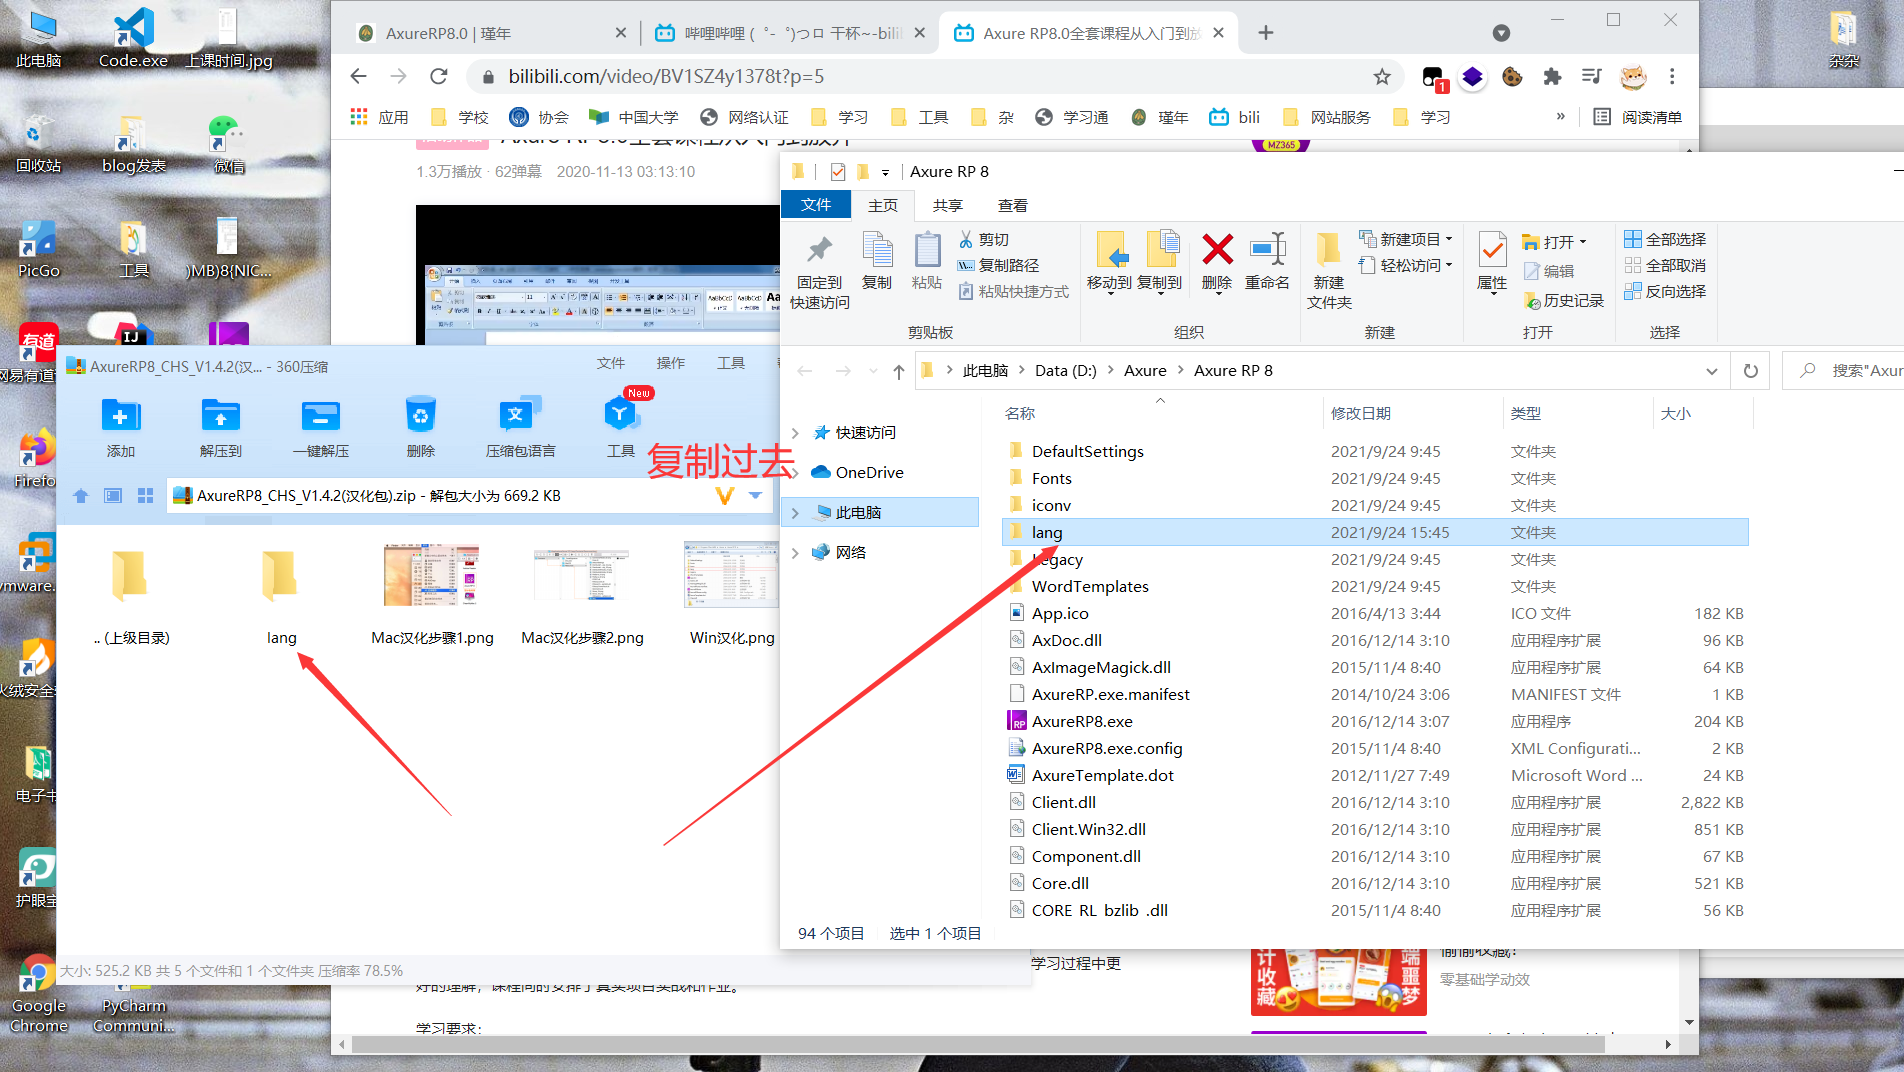 此电脑
Code.exe
上课时间.jpg
回收站
blog发表
微信
PicGo
工具
)MB)8{NIC...
杂杂
AxureRP8.0 | 瑾年
Axure RP8.0全套课程从入门到放
bilibili.com/video/BV1SZ4y1378t?p=5
1
应用
学校
协会
中国大学
网络认证
学习
工具
杂
学习通
瑾年
bili
网站服务
学习
»
阅读清单
MZ365
1.3万播放 · 62弹幕 2020-11-13 03:13:10
Axure RP 8
文件
主页
共享
查看
固定到
快速访问
复制
粘贴
剪切
复制路径
粘贴快捷方式
剪贴板
移动到
复制到
删除
重命名
组织
新建
文件夹
新建项目
轻松访问
新建
属性
打开
编辑
历史记录
打开
全部选择
全部取消
反向选择
选择
此电脑
Data (D:)
Axure
Axure RP 8
搜索"Axur
快速访问
OneDrive
此电脑
网络
名称 修改日期 类型 大小
DefaultSettings 2021/9/24 9:45 文件夹
Fonts 2021/9/24 9:45 文件夹
iconv 2021/9/24 9:45 文件夹
lang 2021/9/24 15:45 文件夹
egacy 2021/9/24 9:45 文件夹
WordTemplates 2021/9/24 9:45 文件夹
App.ico 2016/4/13 3:44 ICO 文件 182 KB
AxDoc.dll 2016/12/14 3:10 应用程序扩展 96 KB
AxImageMagick.dll 2015/11/4 8:40 应用程序扩展 64 KB
AxureRP.exe.manifest 2014/10/24 3:06 MANIFEST 文件 1 KB
AxureRP8.exe 2016/12/14 3:07 应用程序 204 KB
AxureRP8.exe.config 2015/11/4 8:40 XML Configurati... 2 KB
AxureTemplate.dot 2012/11/27 7:49 Microsoft Word ... 24 KB
Client.dll 2016/12/14 3:10 应用程序扩展 2,822 KB
Client.Win32.dll 2016/12/14 3:10 应用程序扩展 851 KB
Component.dll 2016/12/14 3:10 应用程序扩展 67 KB
Core.dll 2016/12/14 3:10 应用程序扩展 521 KB
CORE_RL_bzlib_.dll 2015/11/4 8:40 应用程序扩展 56 KB
94 个项目 选中 1 个项目
AxureRP8_CHS_V1.4.2(汉... - 360压缩
文件
操作
工具
New
添加
解压到
一键解压
删除
压缩包语言
工具
复制过去
AxureRP8_CHS_V1.4.2(汉化包).zip - 解包大小为 669.2 KB
.. (上级目录)
lang
Mac汉化步骤1.png
Mac汉化步骤2.png
Win汉化.png
大小: 525.2 KB 共 5 个文件和 1 个文件夹 压缩率 78.5%
有道
网易有道
Firefo
vmware.
火绒安全
电子书
护眼宝
Google
Chrome
PyCharm
Communi...
学习过程中更
学习要求:
计收藏
端噩梦
零基础学动效